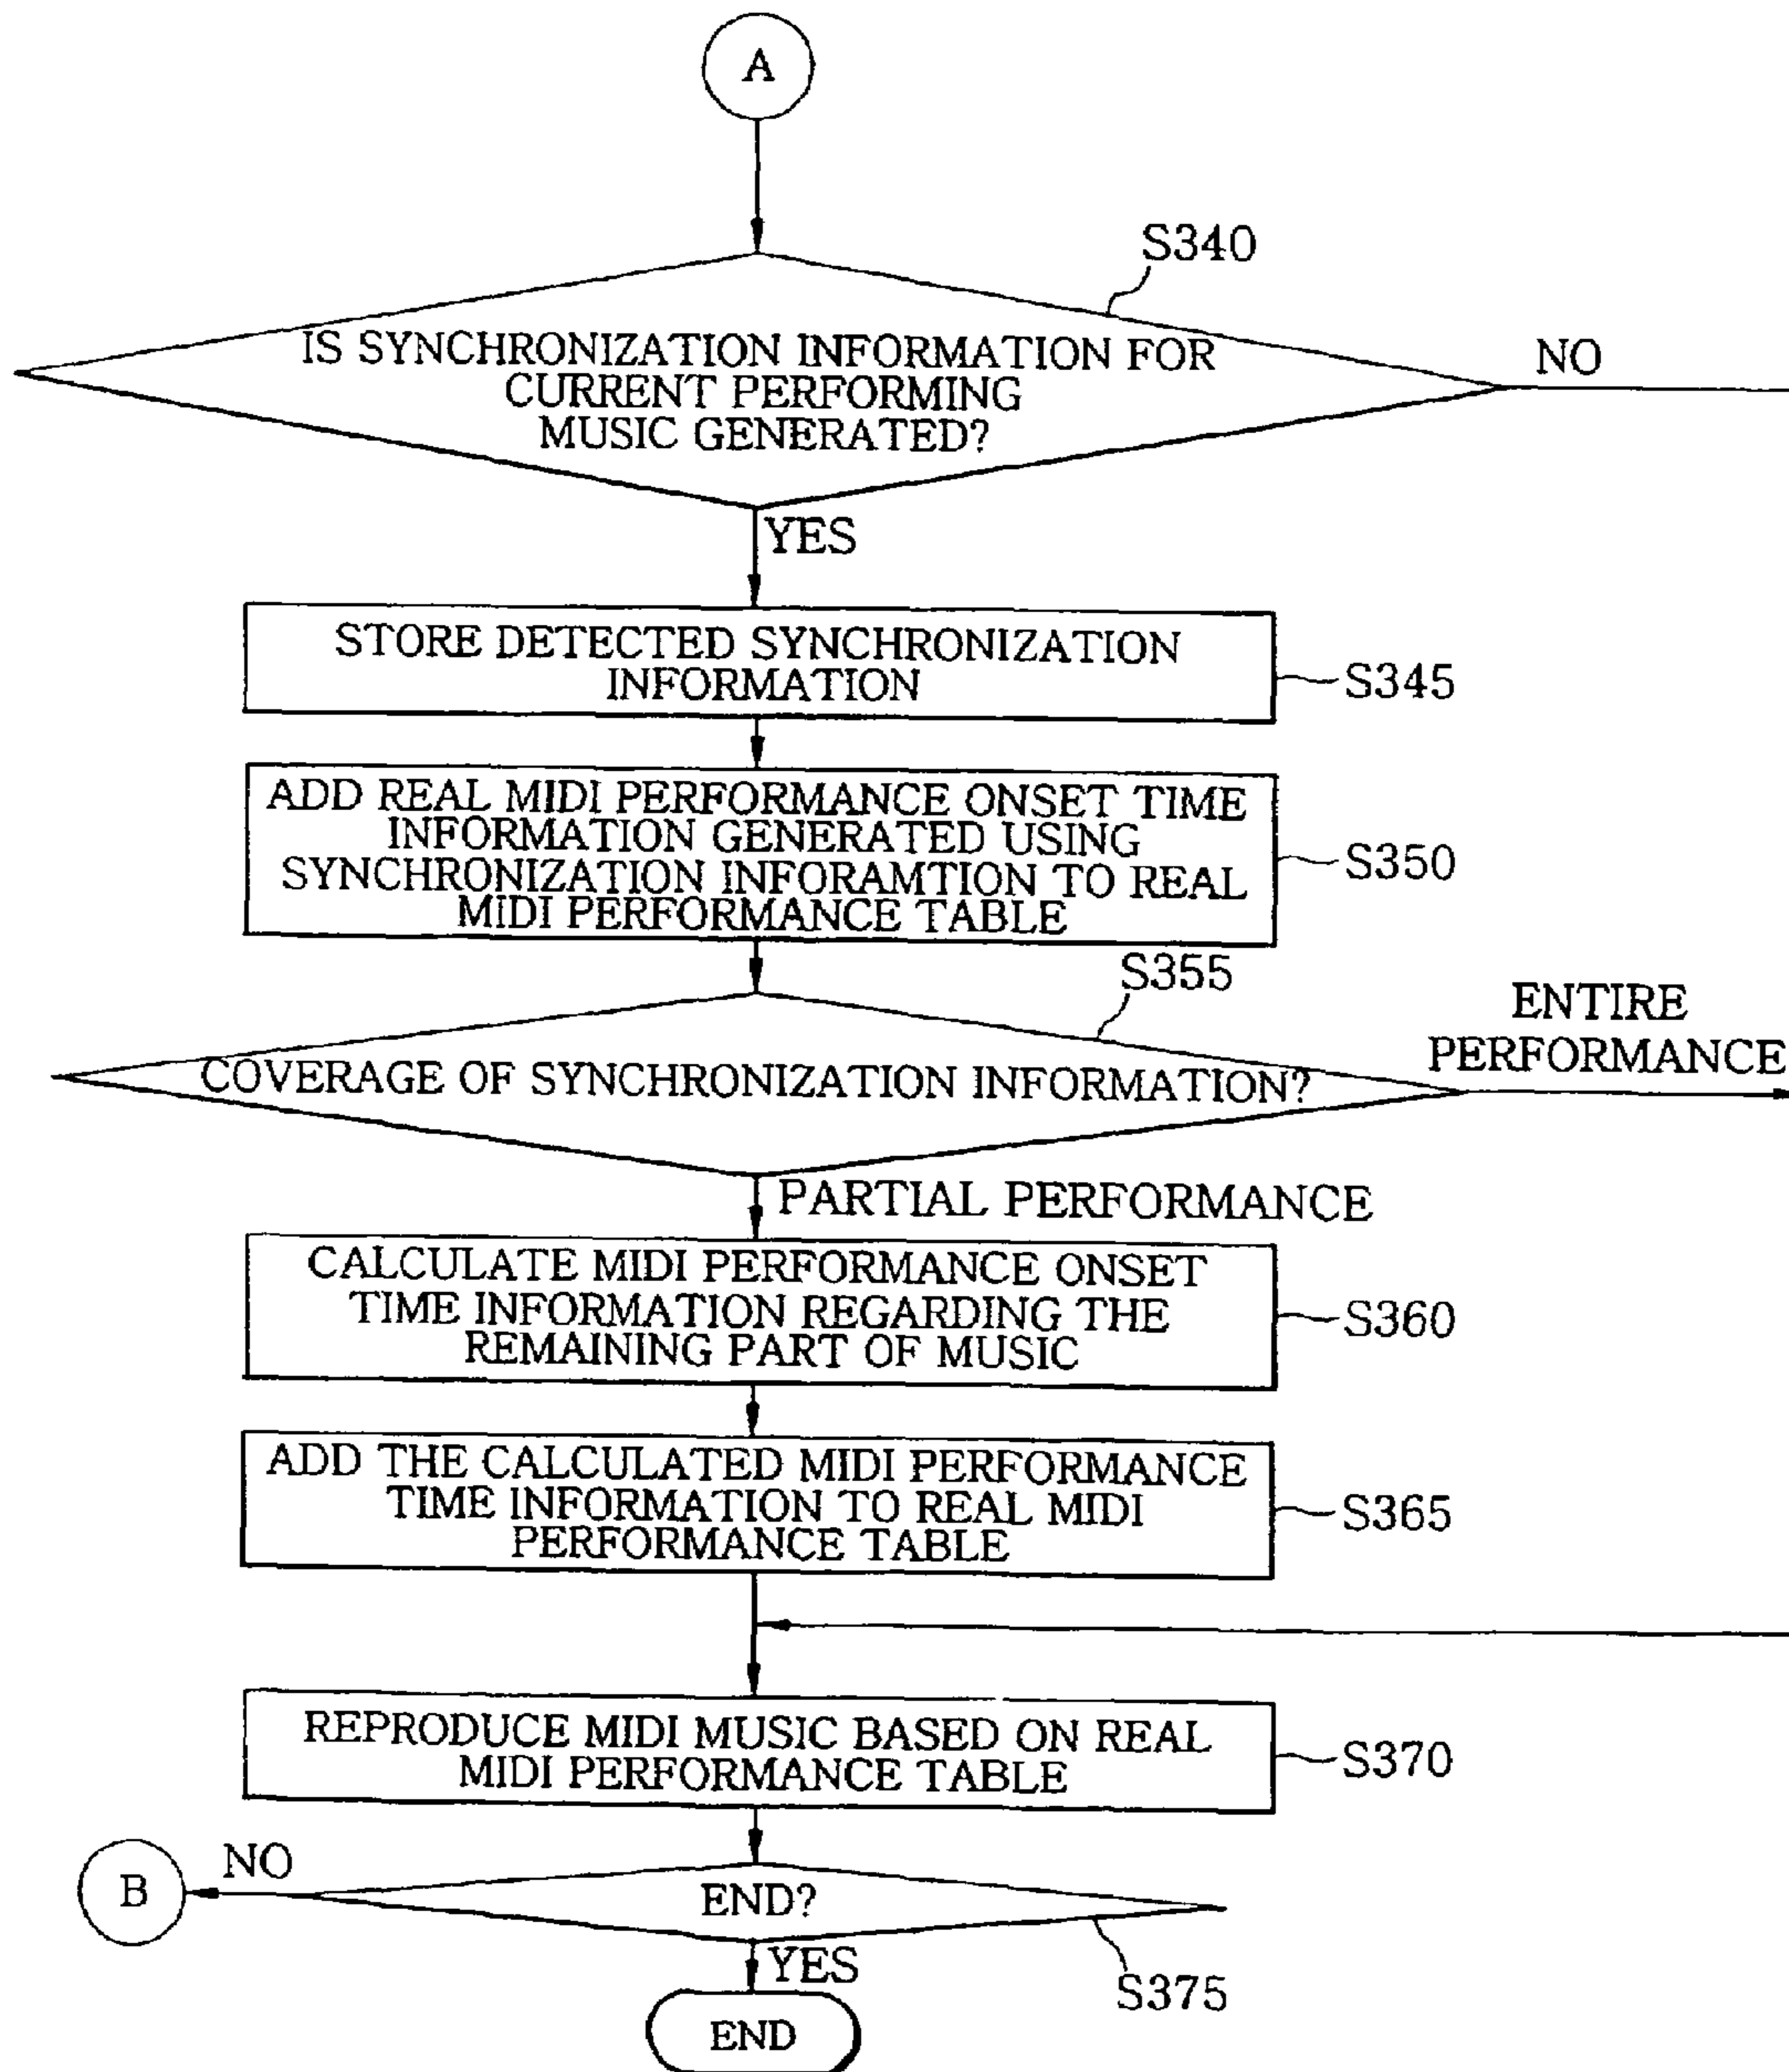 A
S340
IS SYNCHRONIZATION INFORMATION FOR
CURRENT PERFORMING
MUSIC GENERATED?
NO
YES
STORE DETECTED SYNCHRONIZATION
INFORMATION
S345
ADD REAL MIDI PERFORMANCE ONSET TIME
INFORMATION GENERATED USING
SYNCHRONIZATION INFORAMTION TO REAL
MIDI PERFORMANCE TABLE
S350
S355
COVERAGE OF SYNCHRONIZATION INFORMATION?
ENTIRE
PERFORMANCE
PARTIAL PERFORMANCE
CALCULATE MIDI PERFORMANCE ONSET
TIME INFORMATION REGARDING THE
REMAINING PART OF MUSIC
S360
ADD THE CALCULATED MIDI PERFORMANCE
TIME INFORMATION TO REAL MIDI
PERFORMANCE TABLE
S365
REPRODUCE MIDI MUSIC BASED ON REAL
MIDI PERFORMANCE TABLE
S370
B
NO
END?
YES
S375
END